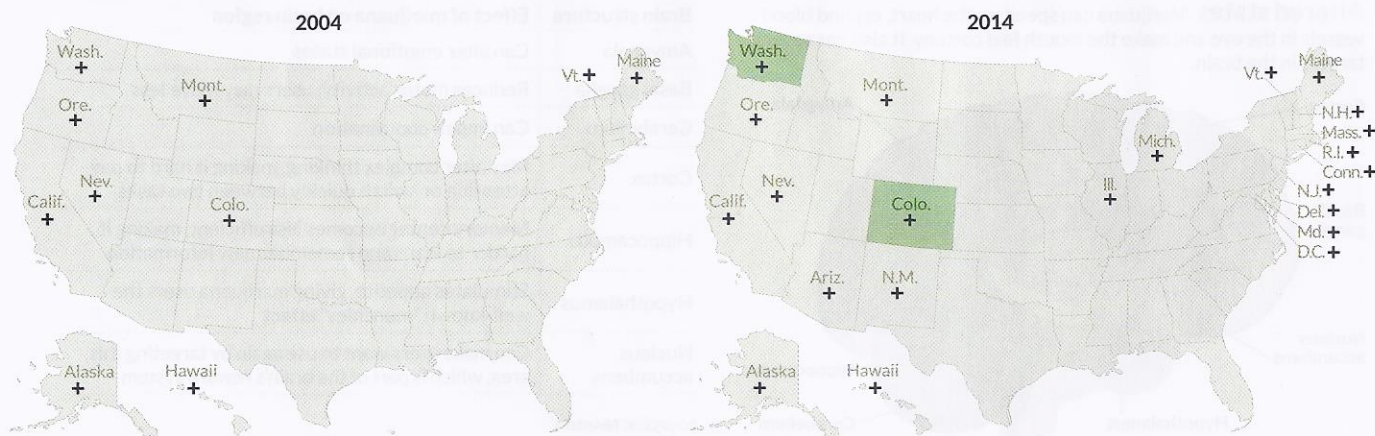 2004
Wash.
Mont.
Vt.
Maine
Ore.
Nev.
Calif.
Colo.
Alaska
Hawaii
2014
Wash.
Mont.
Vt.
Maine
Ore.
N.H.
Mass.
R.I.
Conn.
Mich.
Nev.
Ill.
N.J.
Calif.
Colo.
Del.
Md.
D.C.
Ariz.
N.M.
Alaska
Hawaii